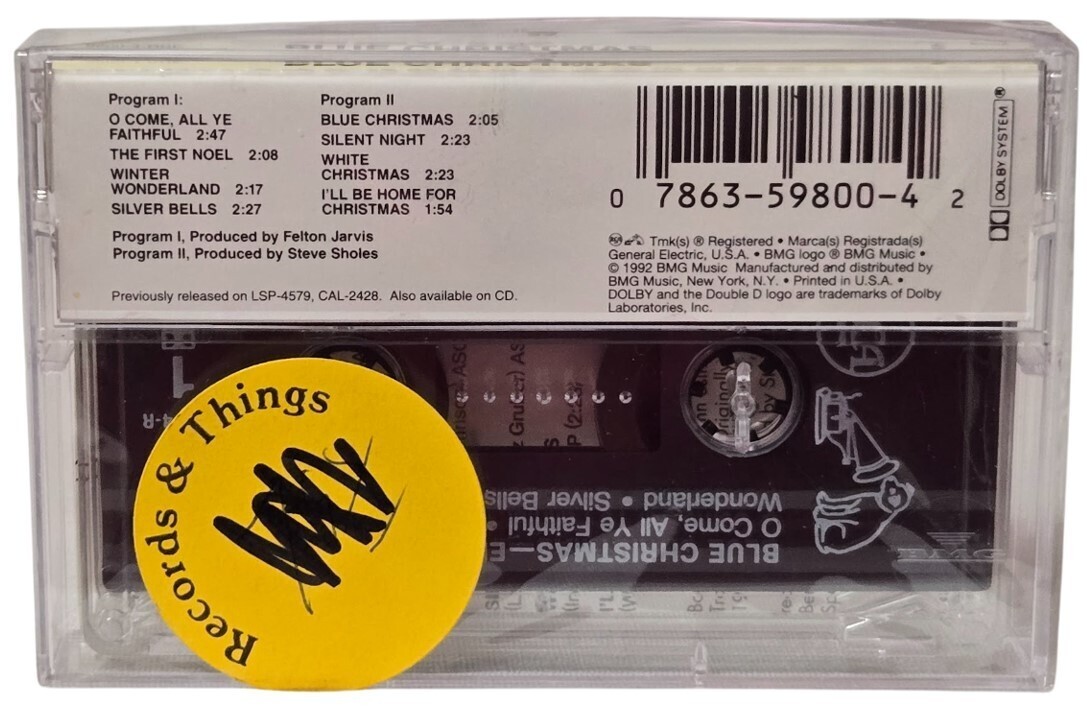 BLUE CHRISTMAS
Program I:
O COME, ALL YE
FAITHFUL 2:47
THE FIRST NOEL 2:08
WINTER
WONDERLAND 2:17
SILVER BELLS 2:27
Program II
BLUE CHRISTMAS 2:05
SILENT NIGHT 2:23
WHITE
CHRISTMAS 2:23
I'LL BE HOME FOR
CHRISTMAS 1:54
Program I, Produced by Felton Jarvis
Program II, Produced by Steve Sholes
Previously released on LSP-4579, CAL-2428. Also available on CD.
0 7863-59800-4 2
DOLBY SYSTEM ®
Tmk(s) ® Registered • Marca(s) Registrada(s)
General Electric, U.S.A. • BMG logo ® BMG Music •
© 1992 BMG Music Manufactured and distributed by
BMG Music, New York, N.Y. • Printed in U.S.A. •
DOLBY and the Double D logo are trademarks of Dolby
Laboratories, Inc.
1
Records & Things
BLUE CHRISTMAS—E
O Come, All Ye Faithful •
Wonderland • Silver Bells